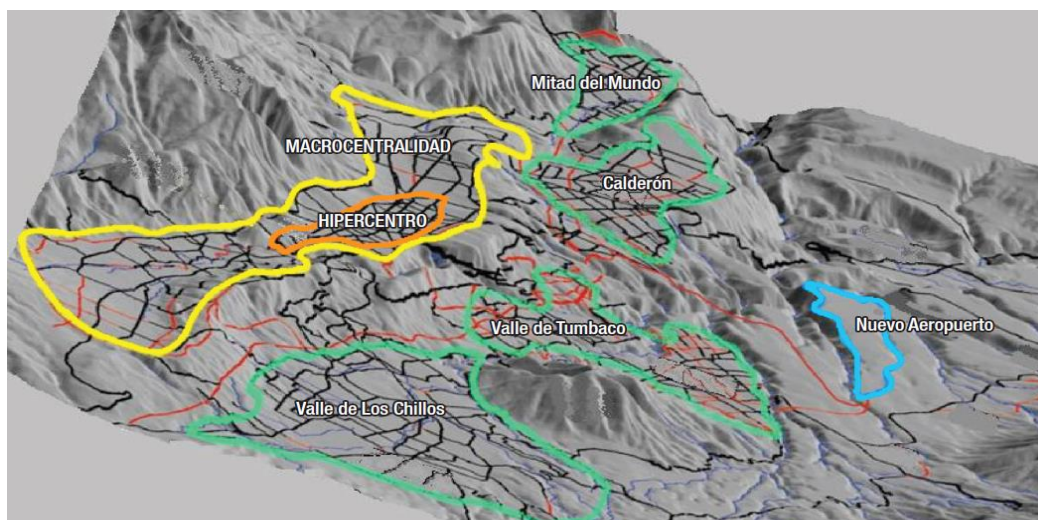 Mitad del Mundo
MACROCENTRALIDAD
Calderón
HIPERCENTRO
Valle de Tumbaco
Nuevo Aeropuerto
Valle de Los Chillos